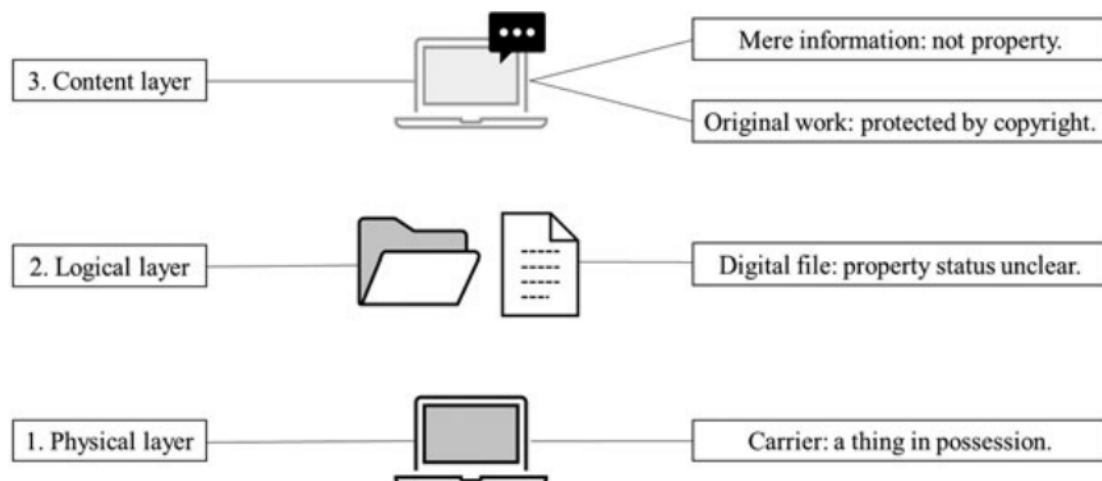 Mere information: not property.
3. Content layer
Original work: protected by copyright.
2. Logical layer
Digital file: property status unclear.
1. Physical layer
Carrier: a thing in possession.